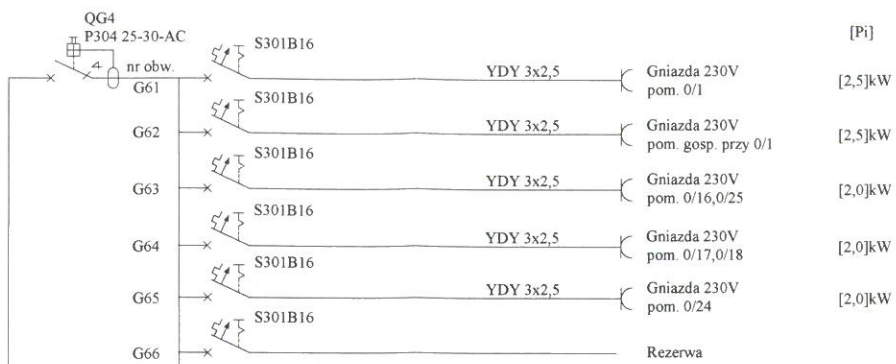 QG4
P304 25-30-AC
[Pi]
4
nr obw.
S301B16
G61
YDY 3x2,5
Gniazda 230V
pom. 0/1
[2,5]kW
S301B16
G62
YDY 3x2,5
Gniazda 230V
pom. gosp. przy 0/1
[2,5]kW
S301B16
G63
YDY 3x2,5
Gniazda 230V
pom. 0/16,0/25
[2,0]kW
S301B16
G64
YDY 3x2,5
Gniazda 230V
pom. 0/17,0/18
[2,0]kW
S301B16
G65
YDY 3x2,5
Gniazda 230V
pom. 0/24
[2,0]kW
S301B16
G66
Rezerwa